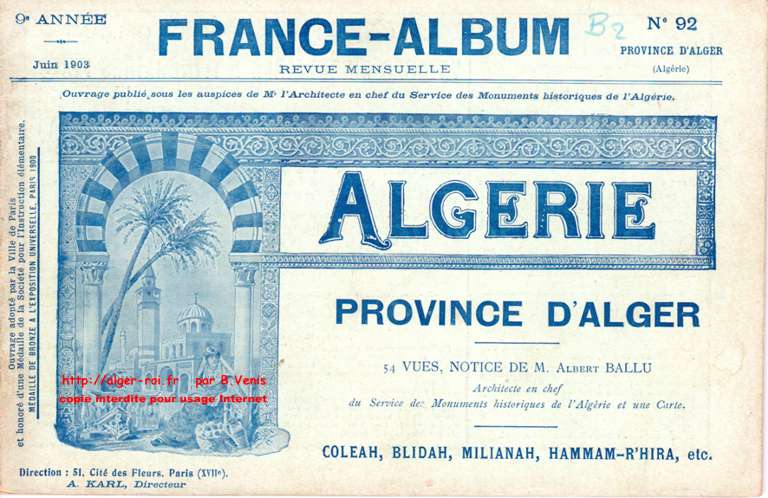 9e ANNÉE
Juin 1903
FRANCE-ALBUM
REVUE MENSUELLE
B2
N° 92
PROVINCE D'ALGER
(Algérie)
Ouvrage publié sous les auspices de Mr l'Architecte en chef du Service des Monuments historiques de l'Algérie.
Ouvrage adopté par la Ville de Paris
et honoré d'une Médaille de la Société pour l'Instruction élémentaire.
MÉDAILLE DE BRONZE A L'EXPOSITION UNIVERSELLE, PARIS 1900
ALGERIE
PROVINCE D'ALGER
54 VUES, NOTICE DE M. ALBERT BALLU
Architecte en chef
du Service des Monuments historiques de l'Algérie et une Carte.
http://alger-roi.fr par B.Venis
copie interdite pour usage Internet
COLEAH, BLIDAH, MILIANAH, HAMMAM-R'HIRA, etc.
Direction : 51, Cité des Fleurs, Paris (XVIIe).
A. KARL, Directeur